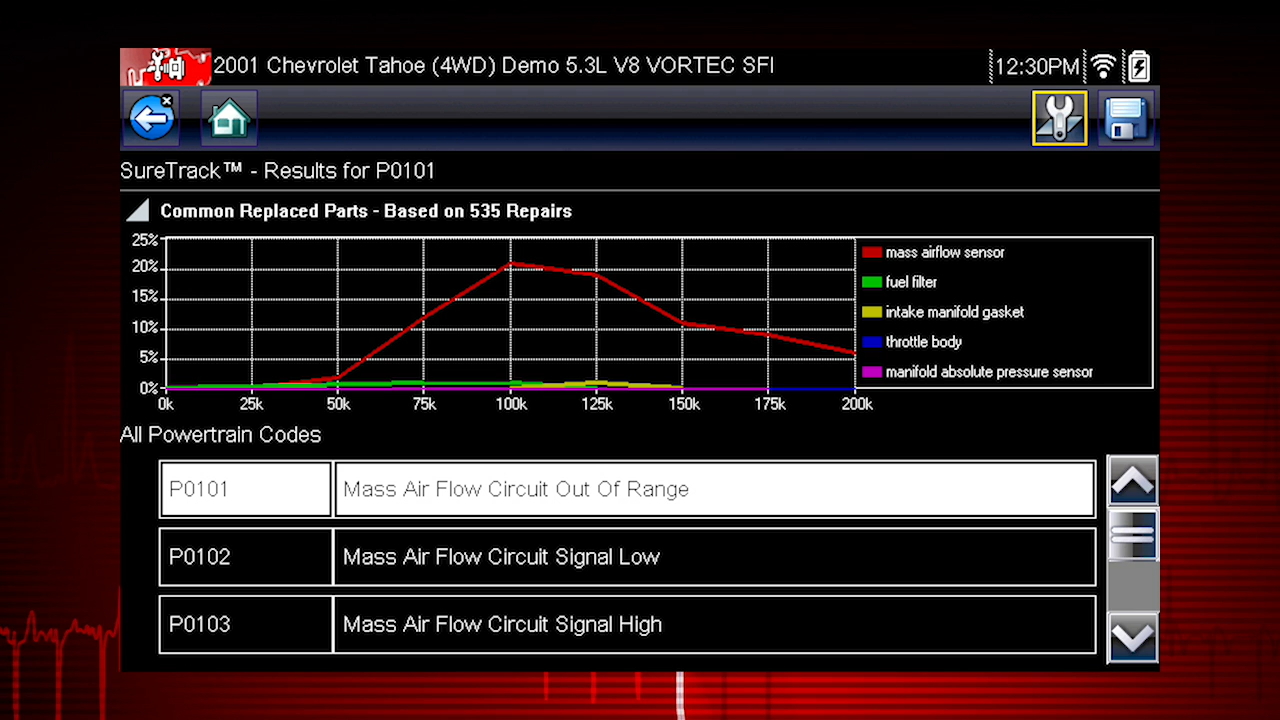 2001 Chevrolet Tahoe (4WD) Demo 5.3L V8 VORTEC SFI 12:30PM
SureTrack™ - Results for P0101
Common Replaced Parts - Based on 535 Repairs
25%
20%
15%
10%
5%
0%
0k 25k 50k 75k 100k 125k 150k 175k 200k
mass airflow sensor
fuel filter
intake manifold gasket
throttle body
manifold absolute pressure sensor
All Powertrain Codes
P0101 Mass Air Flow Circuit Out Of Range
P0102 Mass Air Flow Circuit Signal Low
P0103 Mass Air Flow Circuit Signal High